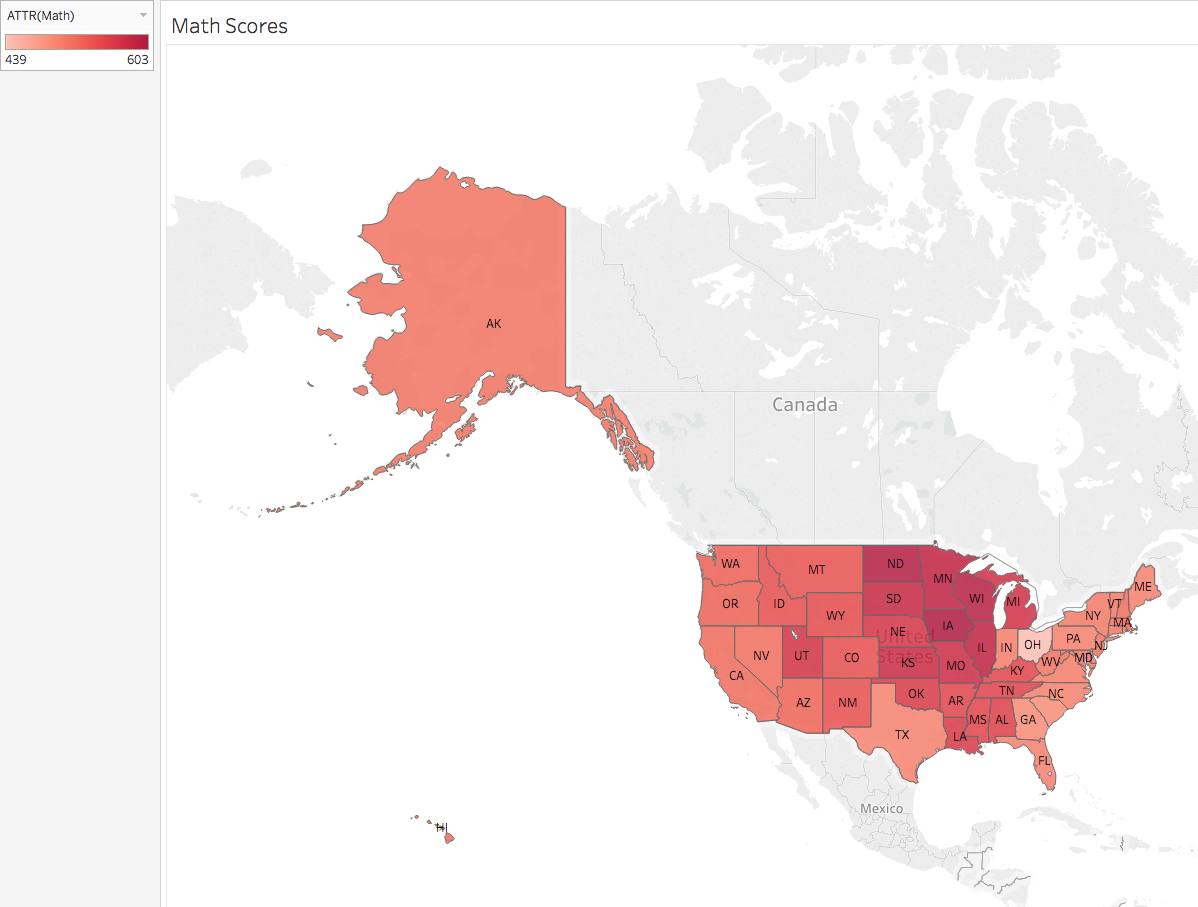 ATTR(Math)
439 603
Math Scores
AK
Canada
WA
MT
ND
MN
OR
ID
WY
SD
WI
MI
ME
VT
NY
MA
NE
IA
United
States
NV
UT
CO
KS
MO
IL
IN
OH
PA
NJ
MD
WV
KY
CA
AZ
NM
OK
AR
TN
NC
TX
LA
MS
AL
GA
FL
Mexico
HI